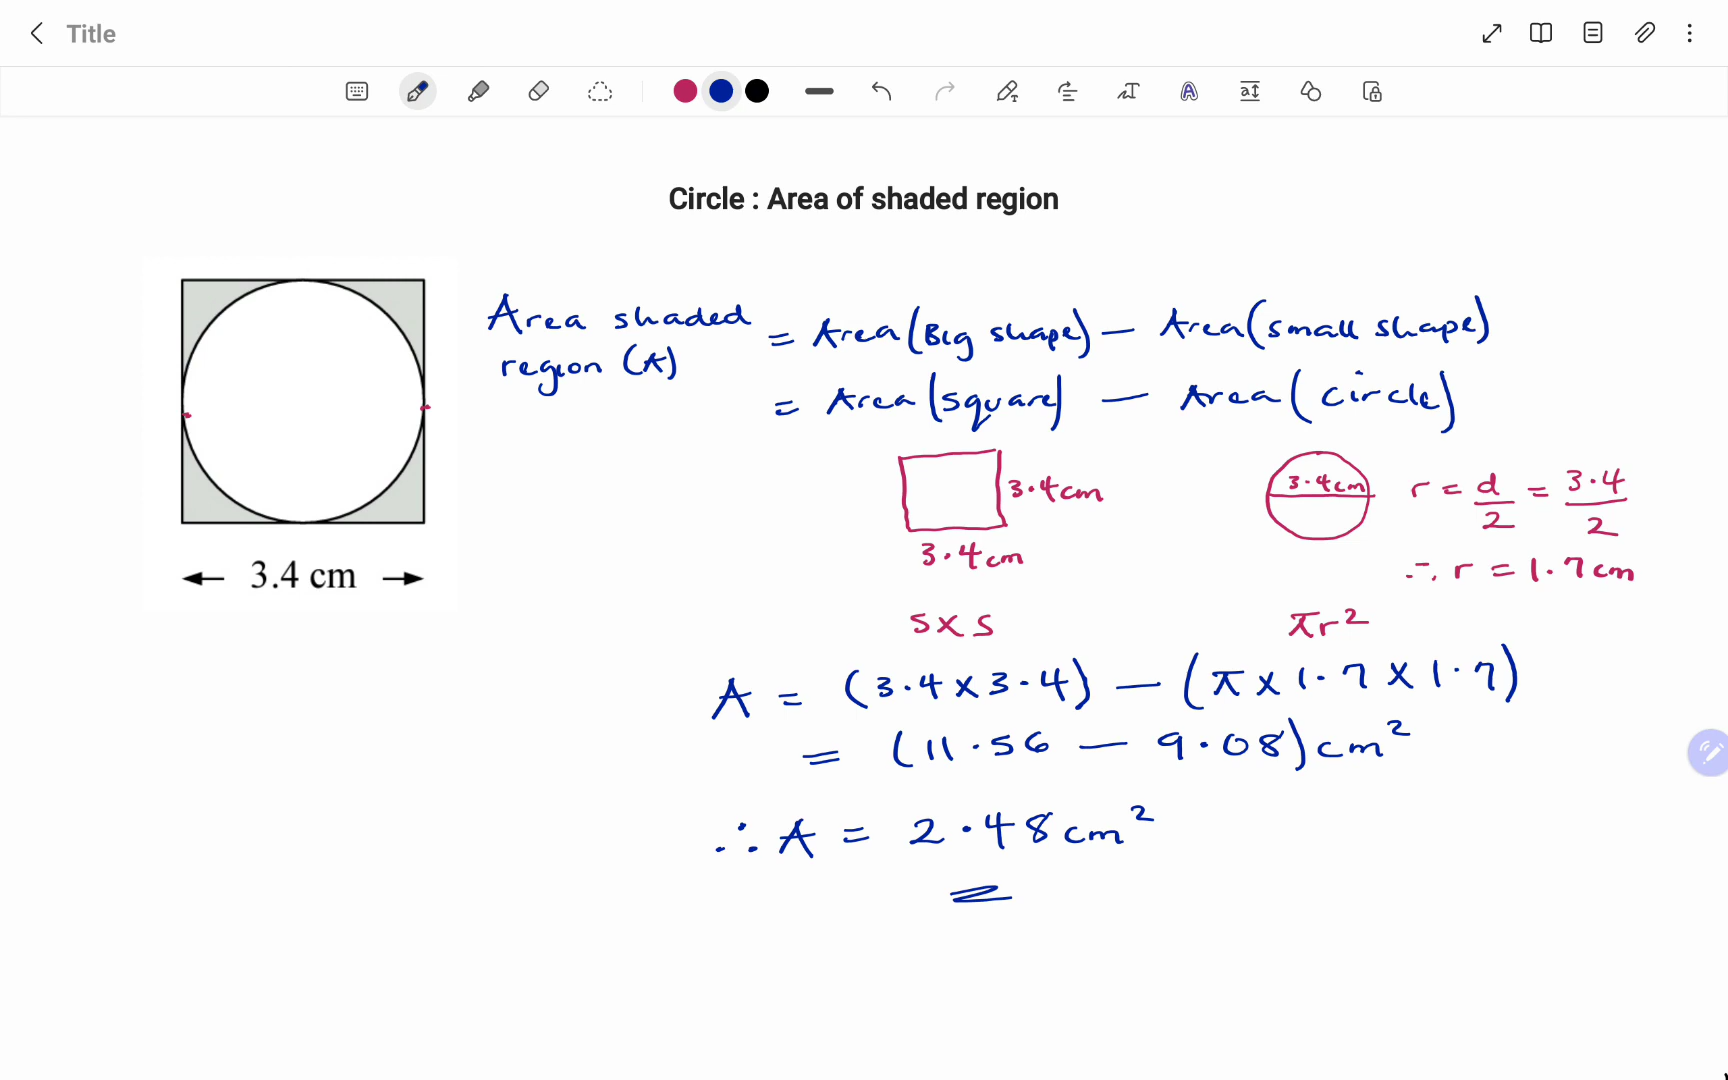 Title
Circle : Area of shaded region
Area shaded region (A) = Area(Big shape) — Area(small shape)
= Area(square) — Area(circle)
3.4cm
3.4cm
3.4cm
r = d/2 = 3.4/2
∴ r = 1.7cm
3.4 cm
s x s
πr²
A = (3.4 x 3.4) — (π x 1.7 x 1.7)
= (11.56 — 9.08)cm²
∴ A = 2.48cm²